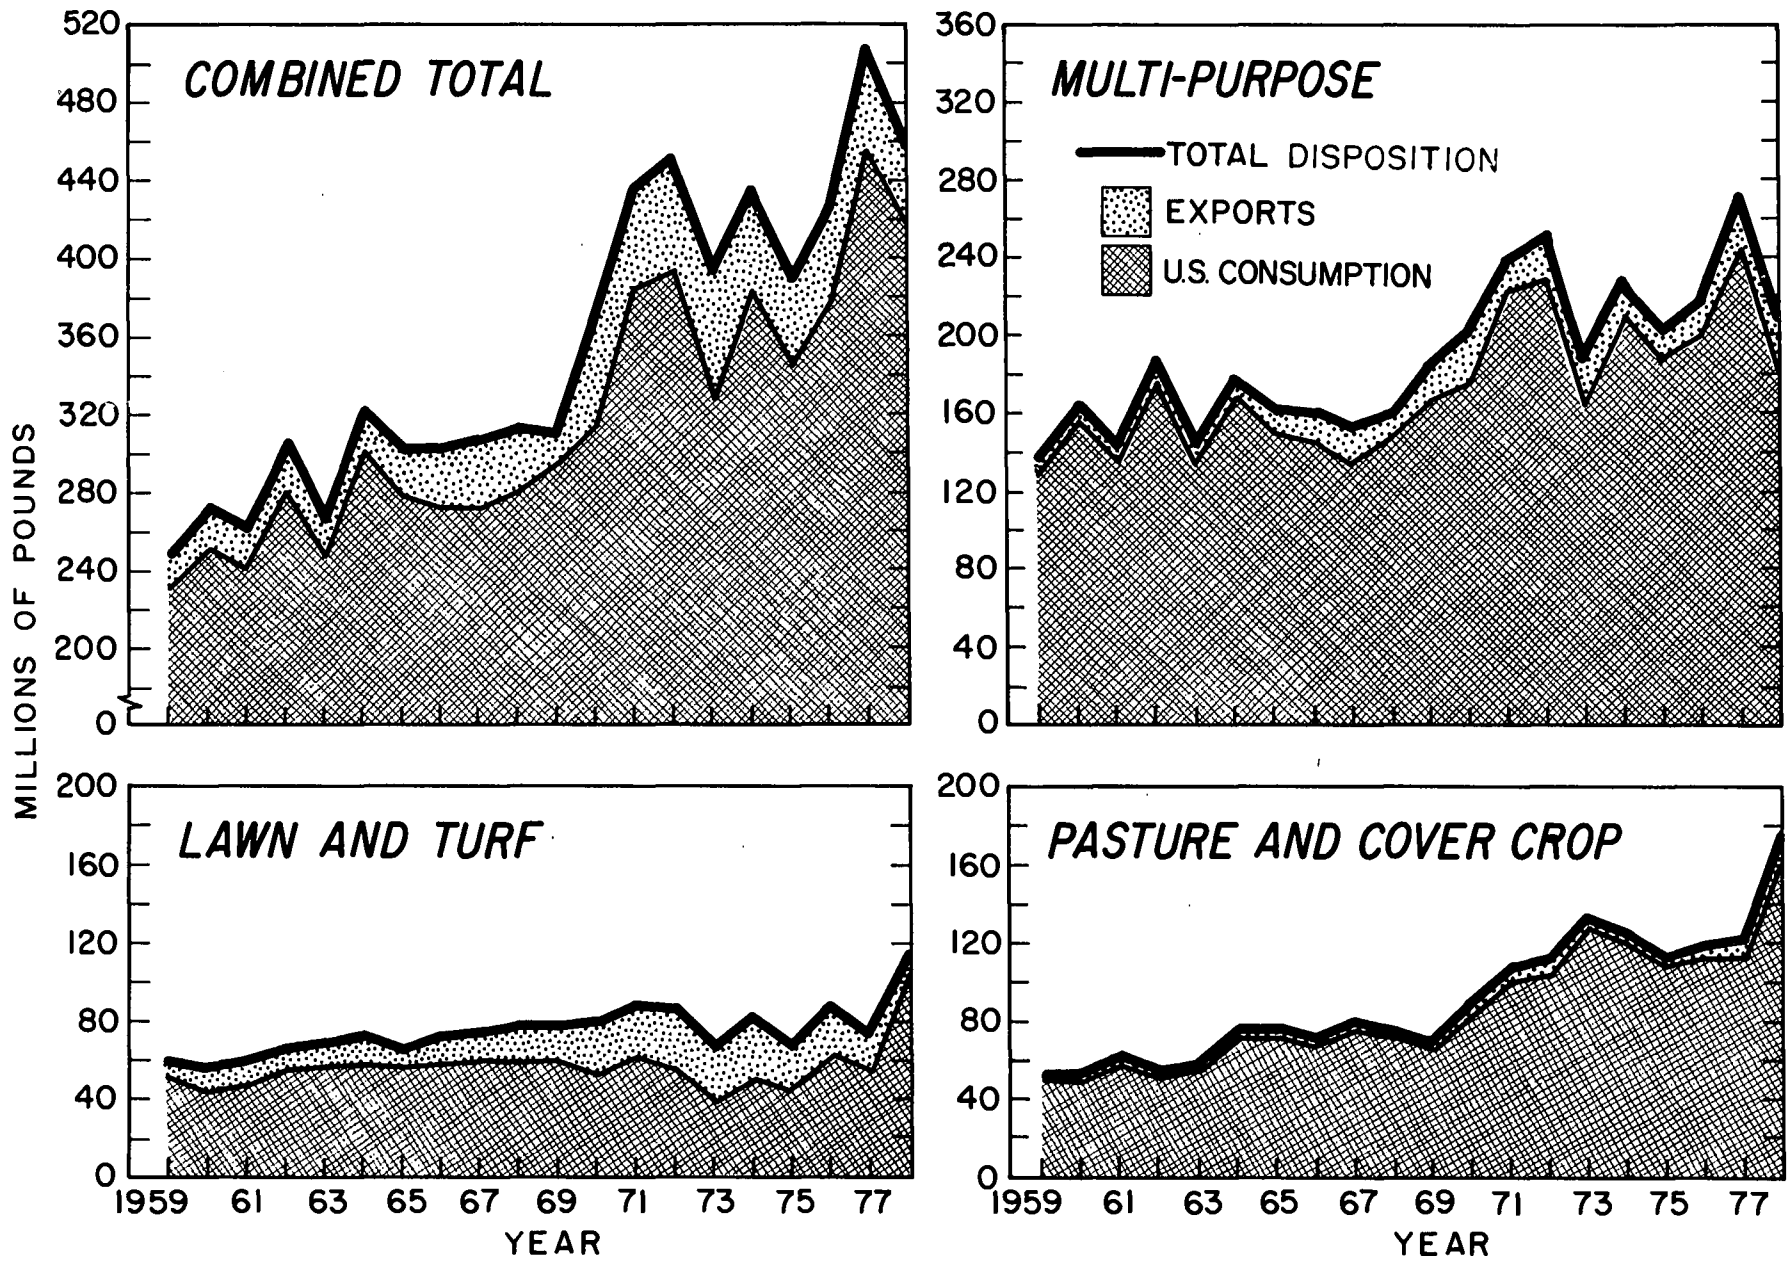 MILLIONS OF POUNDS
COMBINED TOTAL
520
480
440
400
360
320
280
240
200
0
MULTI-PURPOSE
TOTAL DISPOSITION
EXPORTS
U.S. CONSUMPTION
360
320
280
240
200
160
120
80
40
0
LAWN AND TURF
200
160
120
80
40
0
1959 61 63 65 67 69 71 73 75 77
YEAR
PASTURE AND COVER CROP
200
160
120
80
40
0
1959 61 63 65 67 69 71 73 75 77
YEAR